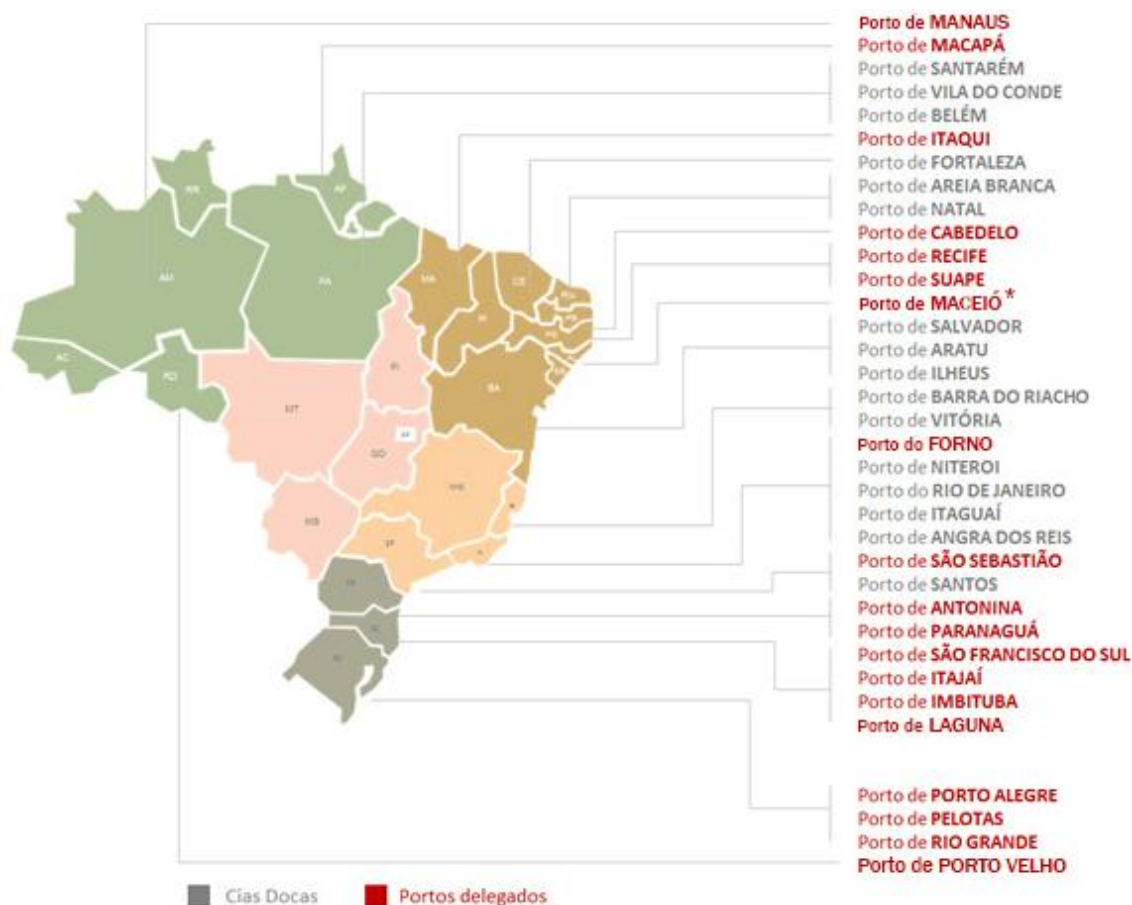 Porto de MANAUS
Porto de MACAPÁ
Porto de SANTARÉM
Porto de VILA DO CONDE
Porto de BELÉM
Porto de ITAQUI
Porto de FORTALEZA
Porto de AREIA BRANCA
Porto de NATAL
Porto de CABEDELO
Porto de RECIFE
Porto de SUAPE
Porto de MACEIÓ *
Porto de SALVADOR
Porto de ARATU
Porto de ILHEUS
Porto de BARRA DO RIACHO
Porto de VITÓRIA
Porto do FORNO
Porto de NITEROI
Porto do RIO DE JANEIRO
Porto de ITAGUAÍ
Porto de ANGRA DOS REIS
Porto de SÃO SEBASTIÃO
Porto de SANTOS
Porto de ANTONINA
Porto de PARANAGUÁ
Porto de SÃO FRANCISCO DO SUL
Porto de ITAJAÍ
Porto de IMBITUBA
Porto de LAGUNA
Porto de PORTO ALEGRE
Porto de PELOTAS
Porto de RIO GRANDE
Porto de PORTO VELHO
RR
AP
AM
PA
MA
CE
AC
RO
MT
BA
GO
MG
MS
SP
Cias Docas
Portos delegados